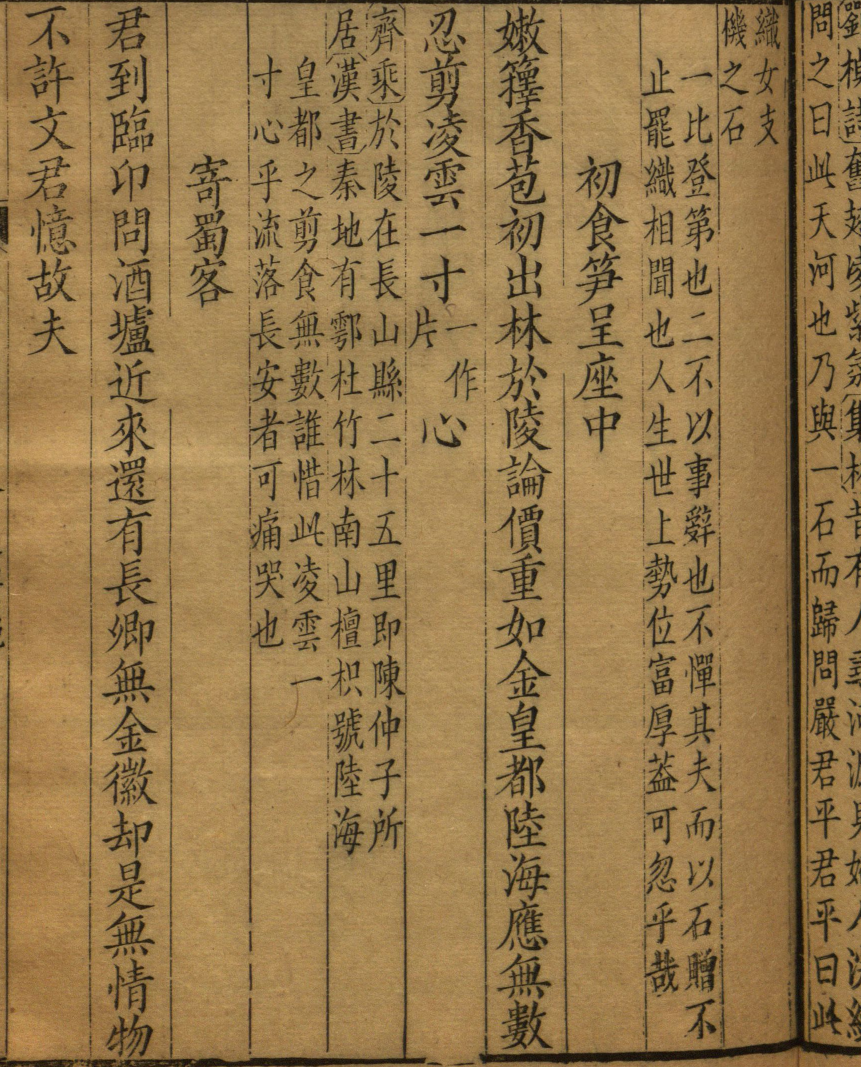 問之曰此天河也乃與一石而歸問嚴君平君平曰此
織女支
機之石
一比登第也二不以事辭也不憚其夫而以石贈不
止罷織相聞也人生世上勢位富厚葢可忽乎哉
初食笋呈座中
嫩籜香苞初出林於陵論價重如金皇都陸海應無數
忍剪凌雲一寸一作片心
齊乘於陵在長山縣二十五里即陳仲子所
居漢書秦地有鄠杜竹林南山檀枳號陸海
皇都之剪食無數誰惜此凌雲一
寸心乎流落長安者可痛哭也
寄蜀客
君到臨卭問酒壚近來還有長卿無金徽却是無情物
不許文君憶故夫